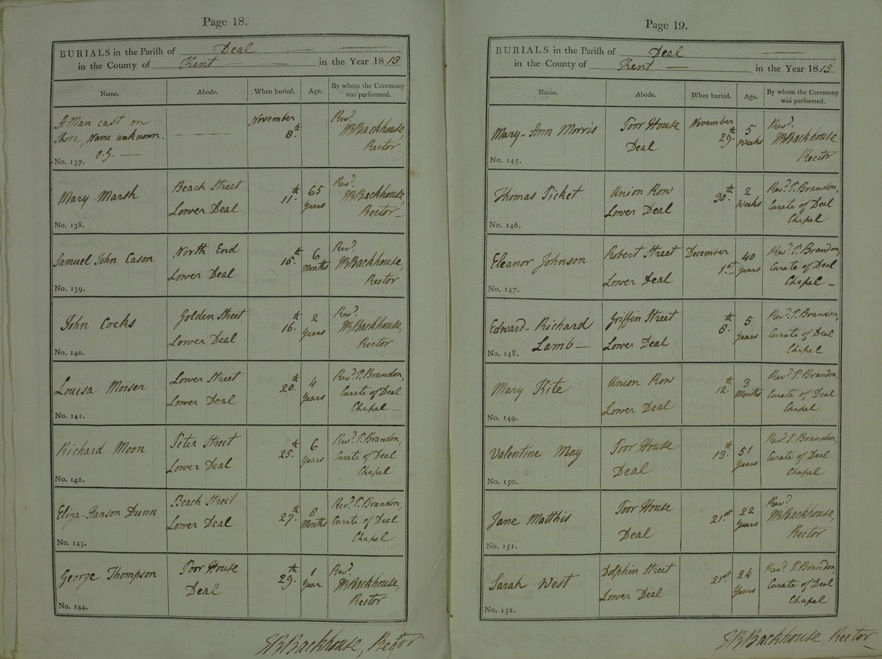 Page 18.
BURIALS in the Parish of Deal
in the County of Kent in the Year 1813
Name. Abode. When buried. Age. By whom the Ceremony was performed.
A Man cast on
Shore, Name unknown.
No. 137.
November
8th
Revd.
Backhouse,
Rector
Mary Marsh
No. 138.
Beach Street
Lower Deal
11th
65
Years
Revd.
Backhouse,
Rector
Samuel John Cason
No. 139.
North End
Lower Deal
15th
6
Months
Revd.
Backhouse,
Rector
John Cocks
No. 140.
Golden Street
Lower Deal
16th
2
Years
Revd.
Backhouse,
Rector
Louisa Moiser
No. 141.
Lower Street
Lower Deal
20th
4
Years
Revd. P. Brandon,
Curate of Deal
Chapel
Richard Moon
No. 142.
Peter Street
Lower Deal
25th
6
Years
Revd. P. Brandon,
Curate of Deal
Chapel
Eliza Hanson Dunn
No. 143.
Beach Street
Lower Deal
27th
8
Months
Revd. P. Brandon,
Curate of Deal
Chapel
George Thompson
No. 144.
Poor House
Deal
29th
1
Year
Revd.
Backhouse,
Rector
Backhouse, Rector
Page 19.
BURIALS in the Parish of Deal
in the County of Kent in the Year 1813
Name. Abode. When buried. Age. By whom the Ceremony was performed.
Mary-Ann Morris
No. 145.
Poor House
Deal
November
29th
5
Weeks
Revd.
Backhouse,
Rector
Thomas Ticket
No. 146.
Union Row
Lower Deal
30th
2
Weeks
Revd. P. Brandon,
Curate of Deal
Chapel
Eleanor Johnson
No. 147.
Robert Street
Lower Deal
December
1st
40
Years
Revd. P. Brandon,
Curate of Deal
Chapel
Edward-Richard
Lamb
No. 148.
Griffin Street
Lower Deal
8th
5
Years
Revd. P. Brandon,
Curate of Deal
Chapel
Mary Kite
No. 149.
Union Row
Lower Deal
12th
3
Months
Revd. P. Brandon,
Curate of Deal
Chapel
Valentine May
No. 150.
Poor House
Deal
13th
51
Years
Revd. P. Brandon,
Curate of Deal
Chapel
Jane Matthis
No. 151.
Poor House
Deal
21st
22
Years
Revd.
Backhouse,
Rector
Sarah West
No. 152.
Dolphin Street
Lower Deal
21st
24
Years
Revd. P. Brandon
Curate of Deal
Chapel
Backhouse, Rector